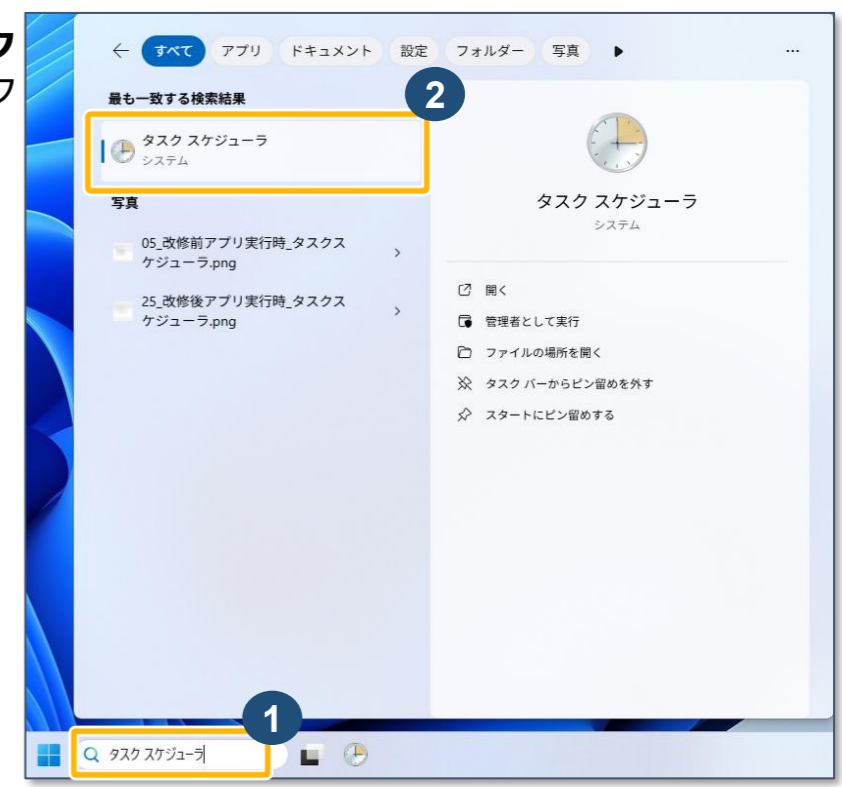 ク
ク
すべて アプリ ドキュメント 設定 フォルダー 写真 ...
最も一致する検索結果
2
タスク スケジューラ
システム
写真
05_改修前アプリ実行時_タスクス
ケジューラ.png
25_改修後アプリ実行時_タスクス
ケジューラ.png
タスク スケジューラ
システム
開く
管理者として実行
ファイルの場所を開く
タスク バーからピン留めを外す
スタートにピン留めする
1
タスク スケジューラ